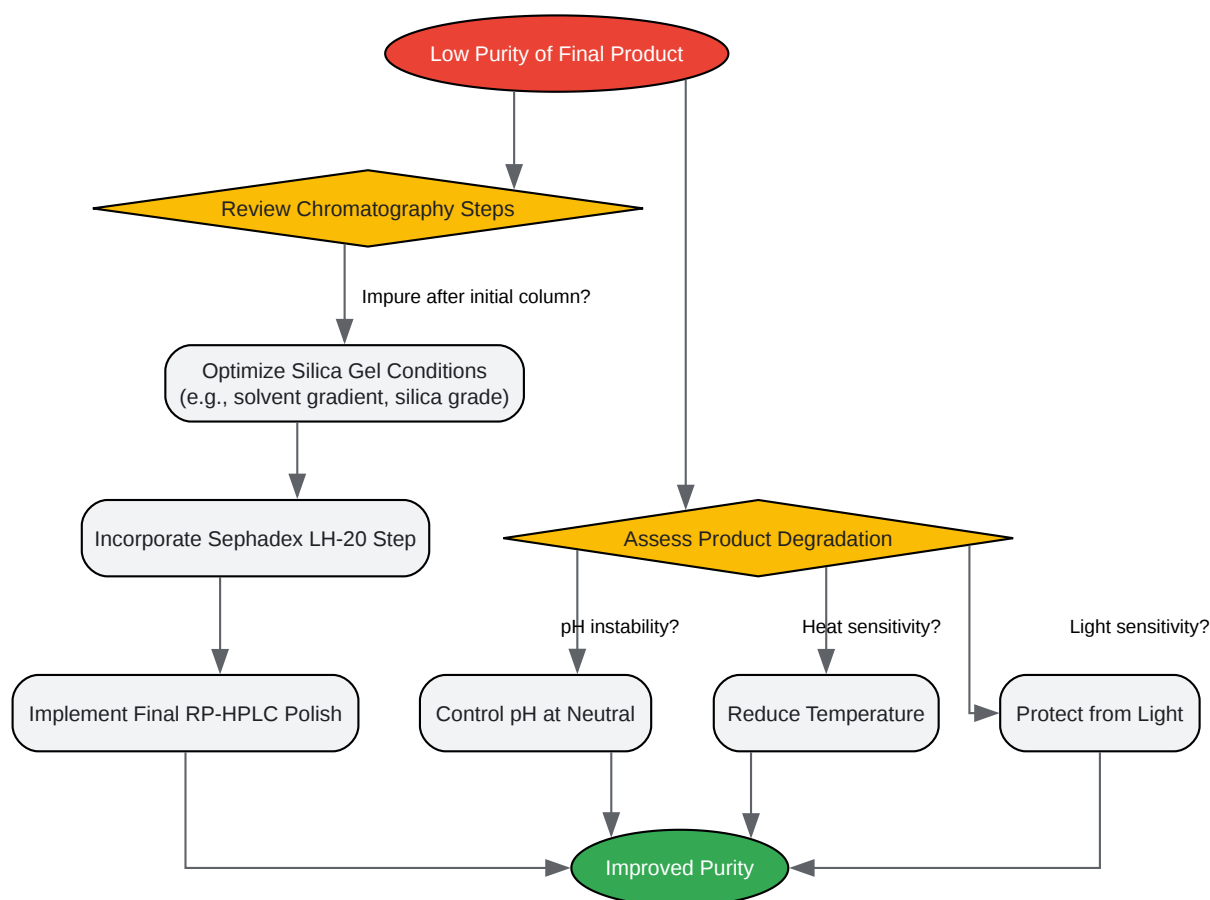 Low Purity of Final Product
Review Chromatography Steps
Impure after initial column?
Optimize Silica Gel Conditions
(e.g., solvent gradient, silica grade)
Incorporate Sephadex LH-20 Step
Assess Product Degradation
pH instability?
Heat sensitivity?
Light sensitivity?
Implement Final RP-HPLC Polish
Control pH at Neutral
Reduce Temperature
Protect from Light
Improved Purity